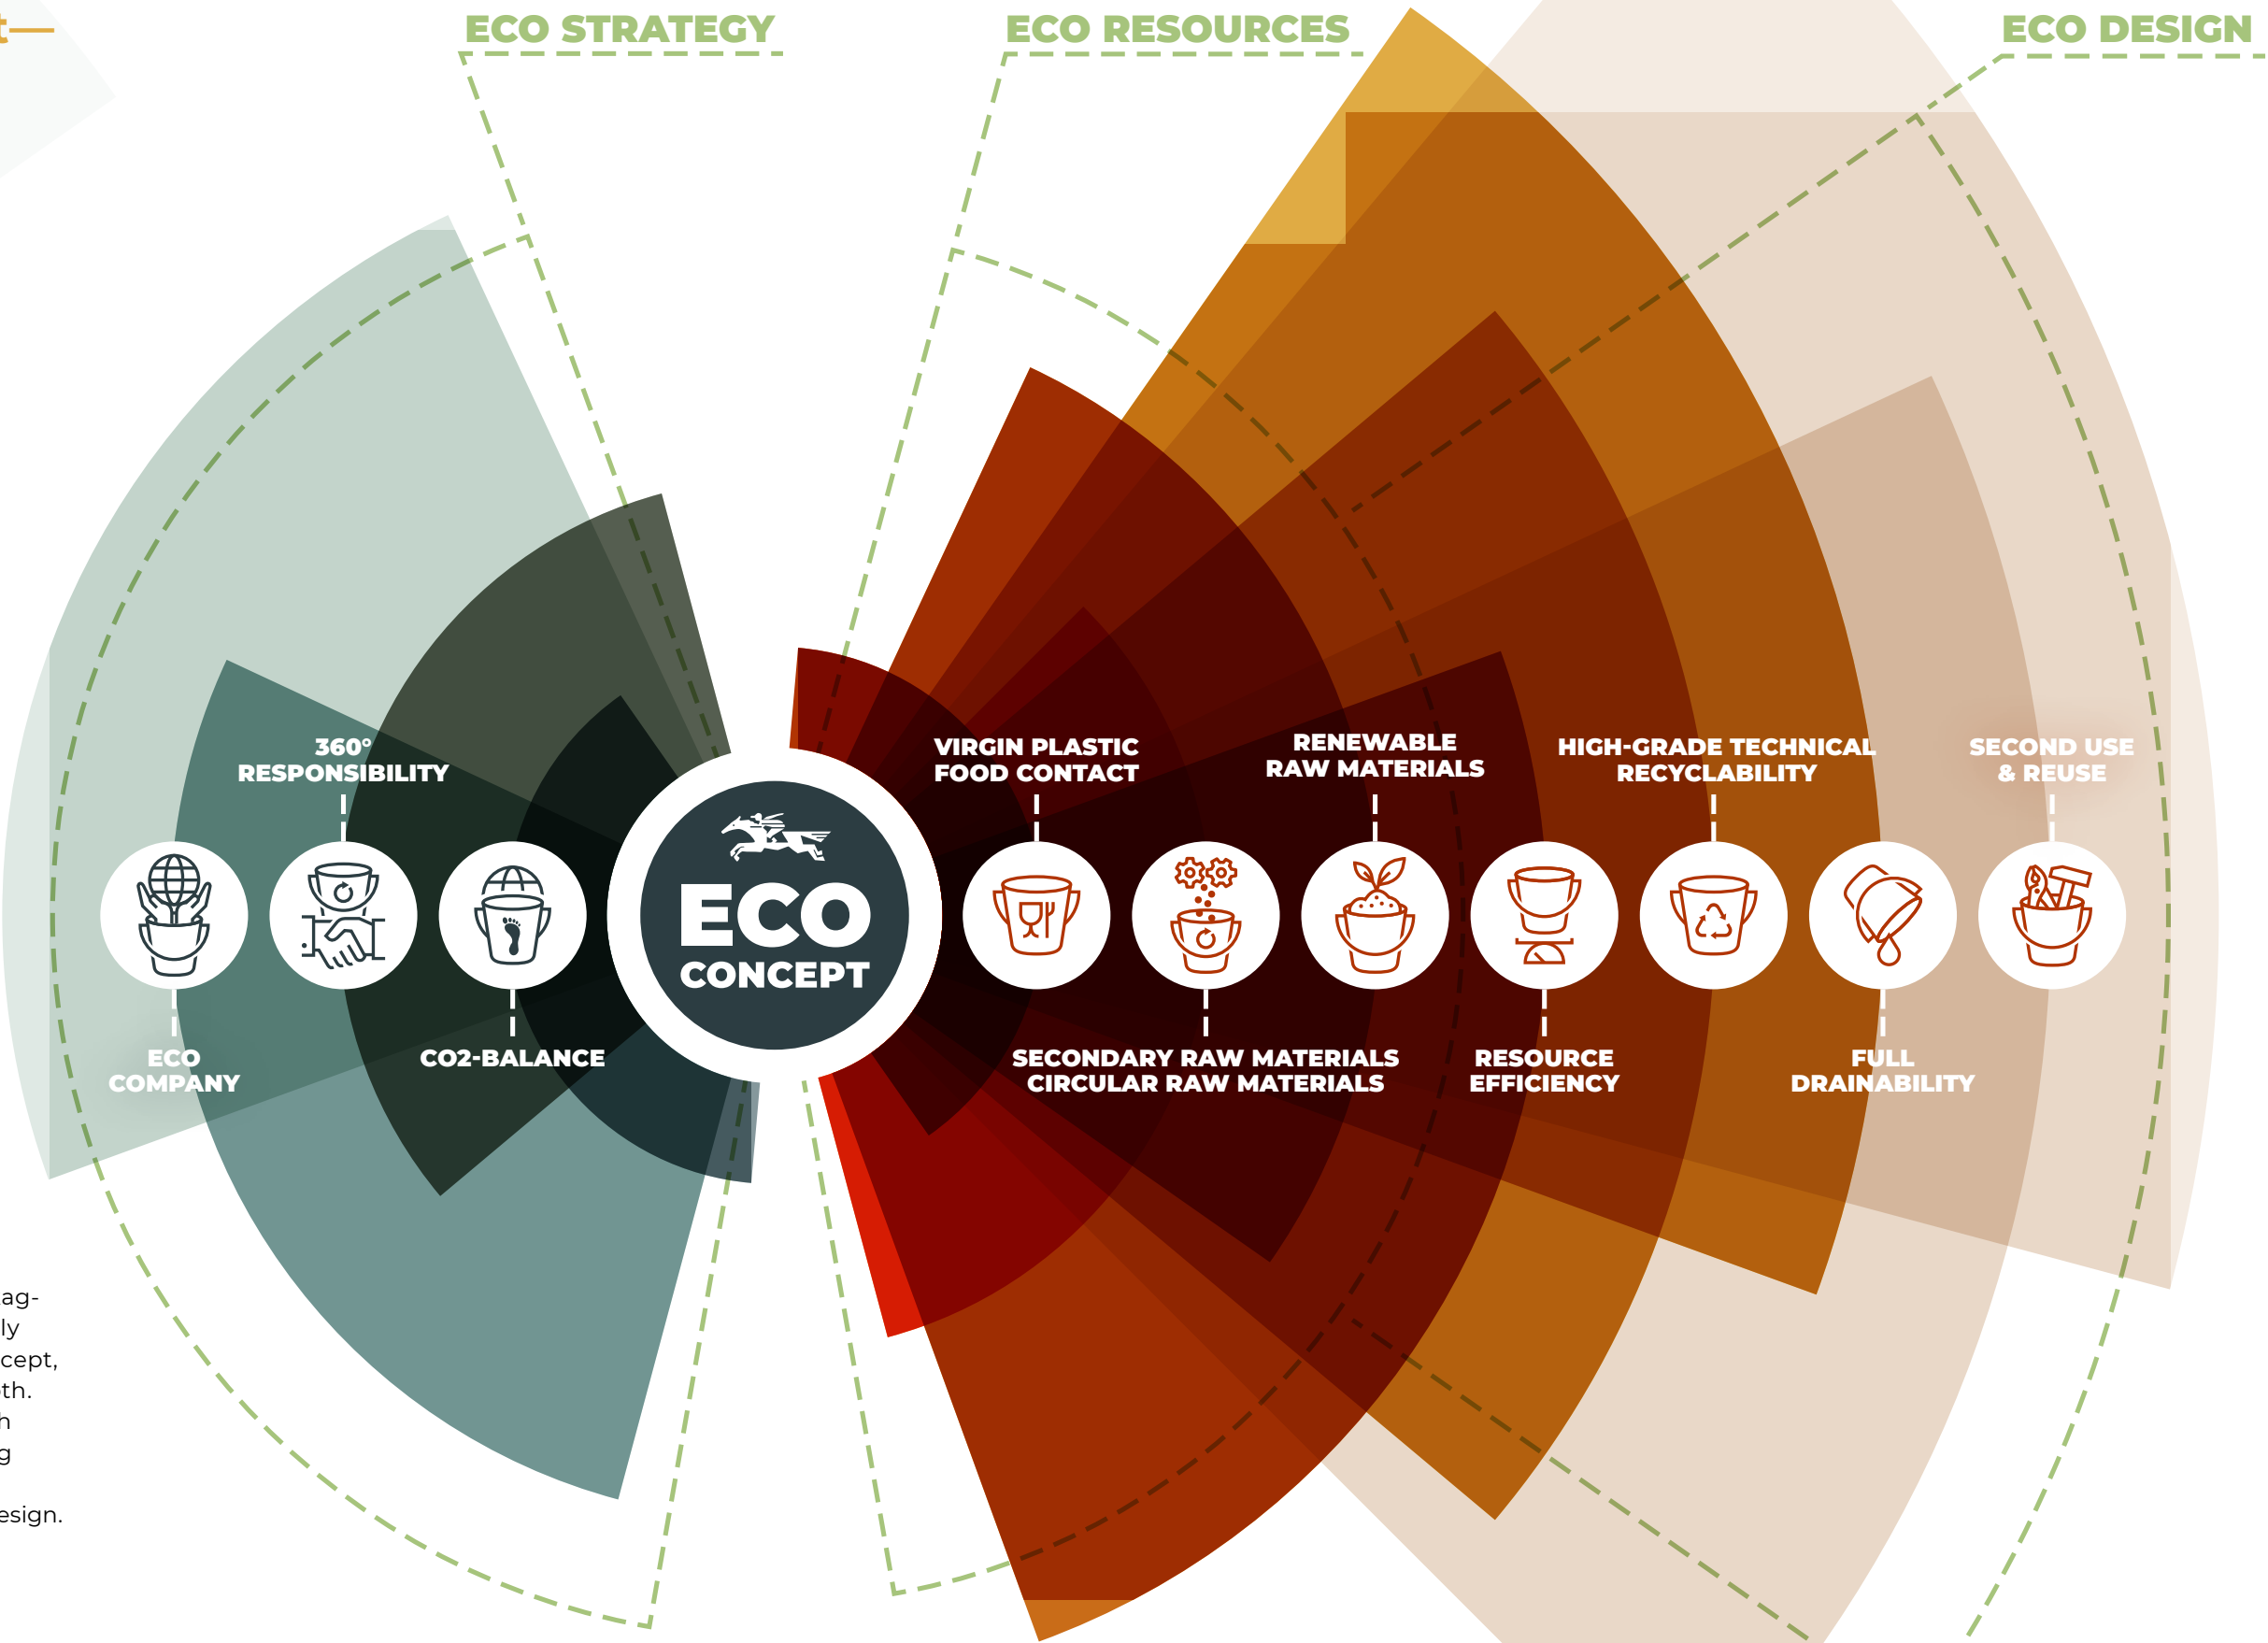 ECO STRATEGY
ECO RESOURCES
ECO DESIGN
360°
RESPONSIBILITY
VIRGIN PLASTIC
FOOD CONTACT
RENEWABLE
RAW MATERIALS
HIGH-GRADE TECHNICAL
RECYCLABILITY
SECOND USE
& REUSE
ECO
CONCEPT
ECO
COMPANY
CO2-BALANCE
SECONDARY RAW MATERIALS
CIRCULAR RAW MATERIALS
RESOURCE
EFFICIENCY
FULL
DRAINABILITY
ag-
ly
cept,
th.
h
g
esign.